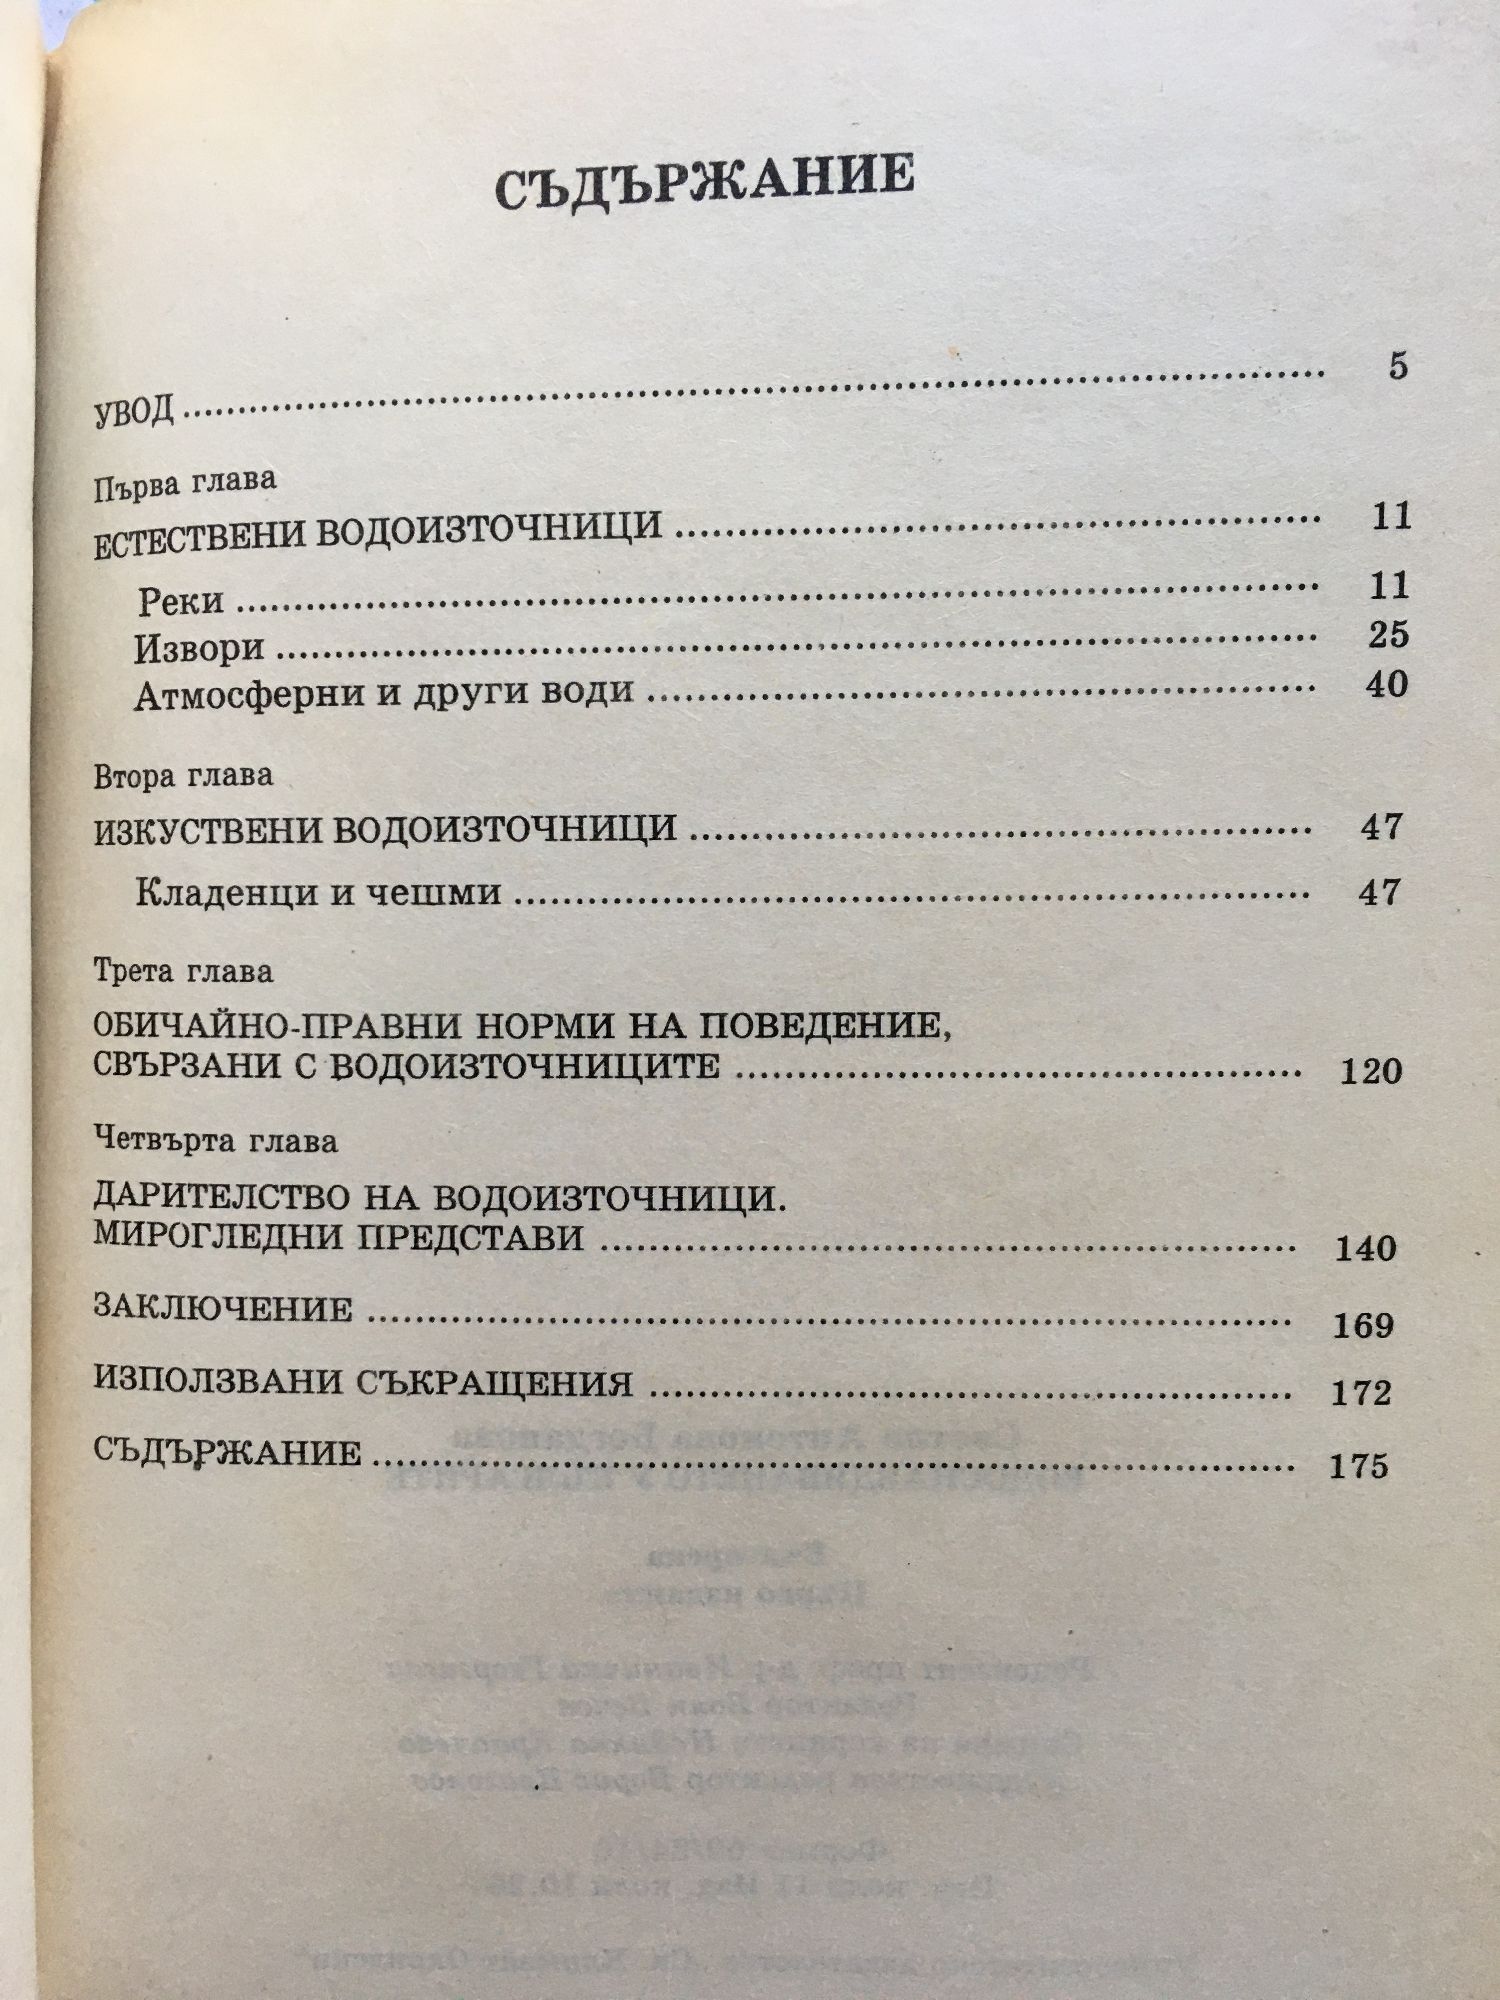 СЪДЪРЖАНИЕ
УВОД ........ 5
Първа глава
ЕСТЕСТВЕНИ ВОДОИЗТОЧНИЦИ ........ 11
Реки ........ 11
Извори ........ 25
Атмосферни и други води ........ 40
Втора глава
ИЗКУСТВЕНИ ВОДОИЗТОЧНИЦИ ........ 47
Кладенци и чешми ........ 47
Трета глава
ОБИЧАЙНО-ПРАВНИ НОРМИ НА ПОВЕДЕНИЕ,
СВЪРЗАНИ С ВОДОИЗТОЧНИЦИТЕ ........ 120
Четвърта глава
ДАРИТЕЛСТВО НА ВОДОИЗТОЧНИЦИ.
МИРОГЛЕДНИ ПРЕДСТАВИ ........ 140
ЗАКЛЮЧЕНИЕ ........ 169
ИЗПОЛЗВАНИ СЪКРАЩЕНИЯ ........ 172
СЪДЪРЖАНИЕ ........ 175